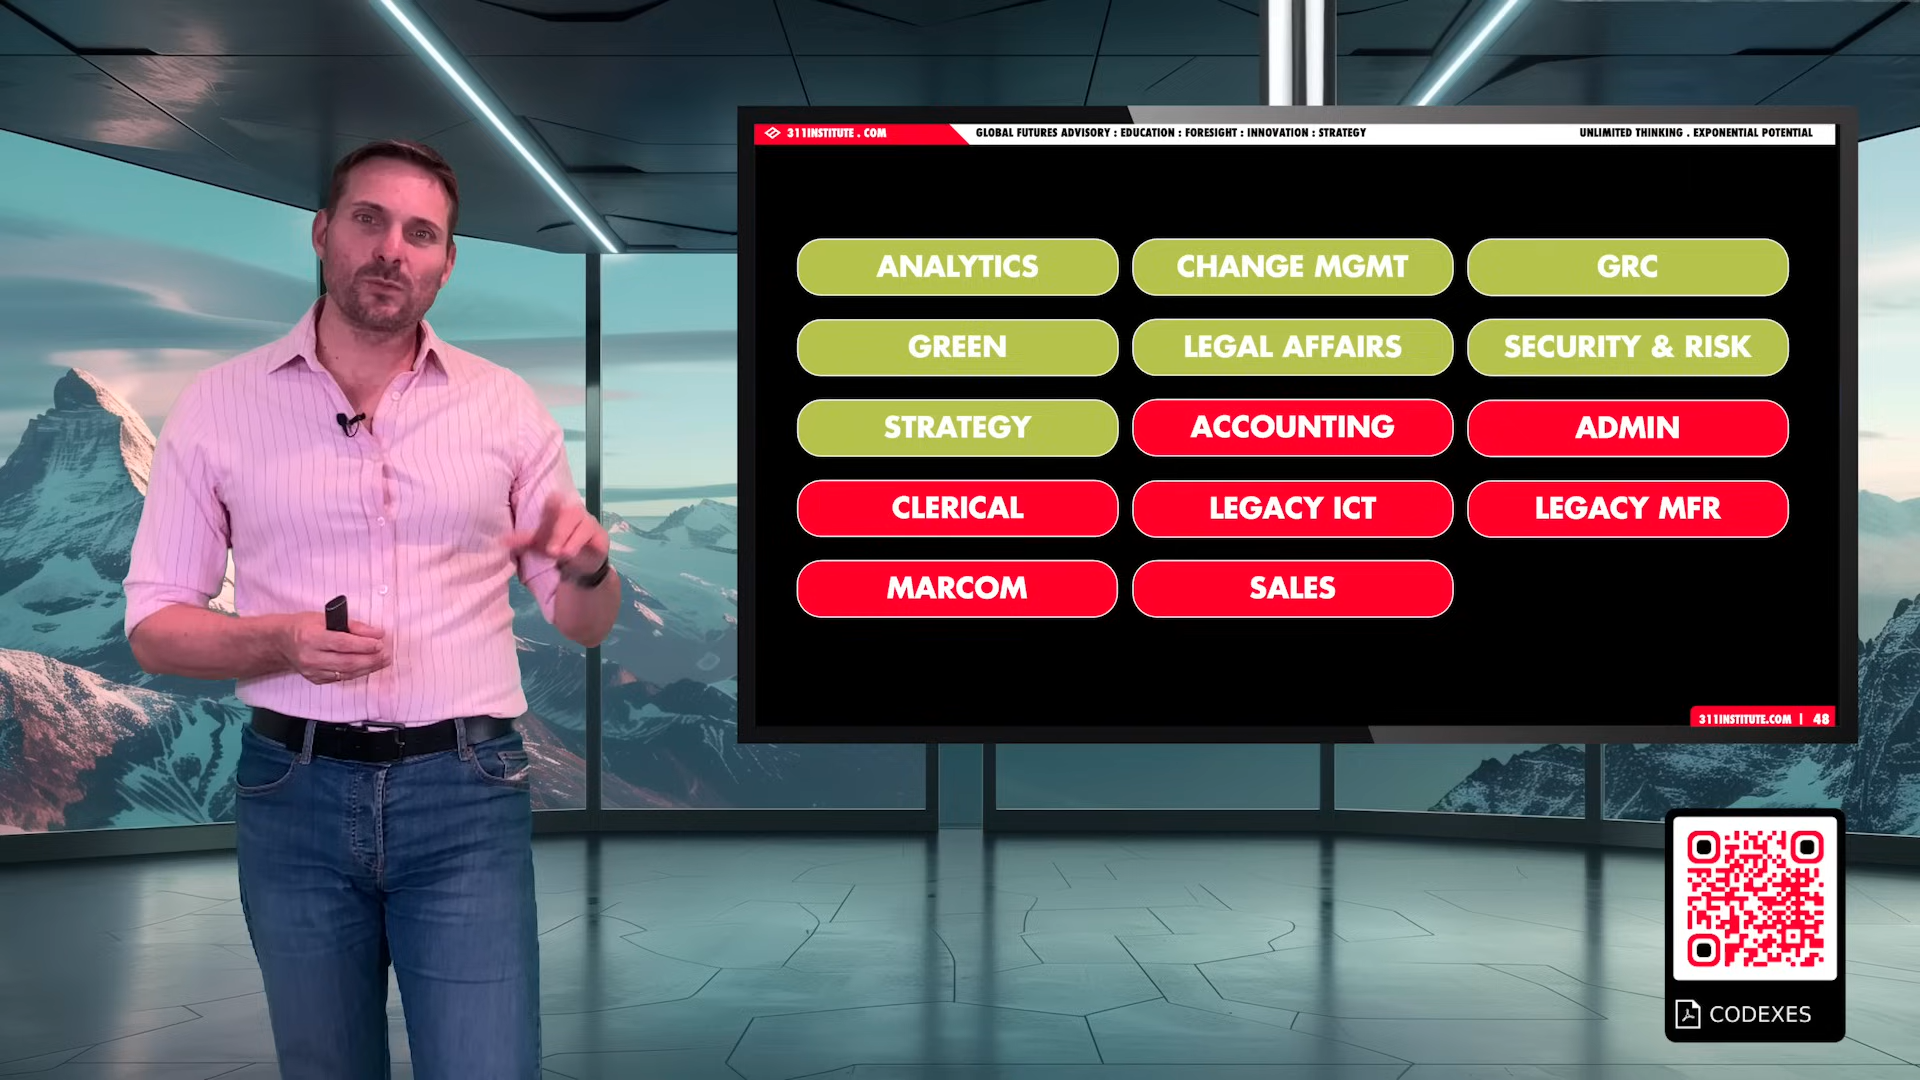 311INSTITUTE . COM
GLOBAL FUTURES ADVISORY : EDUCATION : FORESIGHT : INNOVATION : STRATEGY
UNLIMITED THINKING . EXPONENTIAL POTENTIAL
ANALYTICS
CHANGE MGMT
GRC
GREEN
LEGAL AFFAIRS
SECURITY & RISK
STRATEGY
ACCOUNTING
ADMIN
CLERICAL
LEGACY ICT
LEGACY MFR
MARCOM
SALES
311INSTITUTE.COM | 48
CODEXES